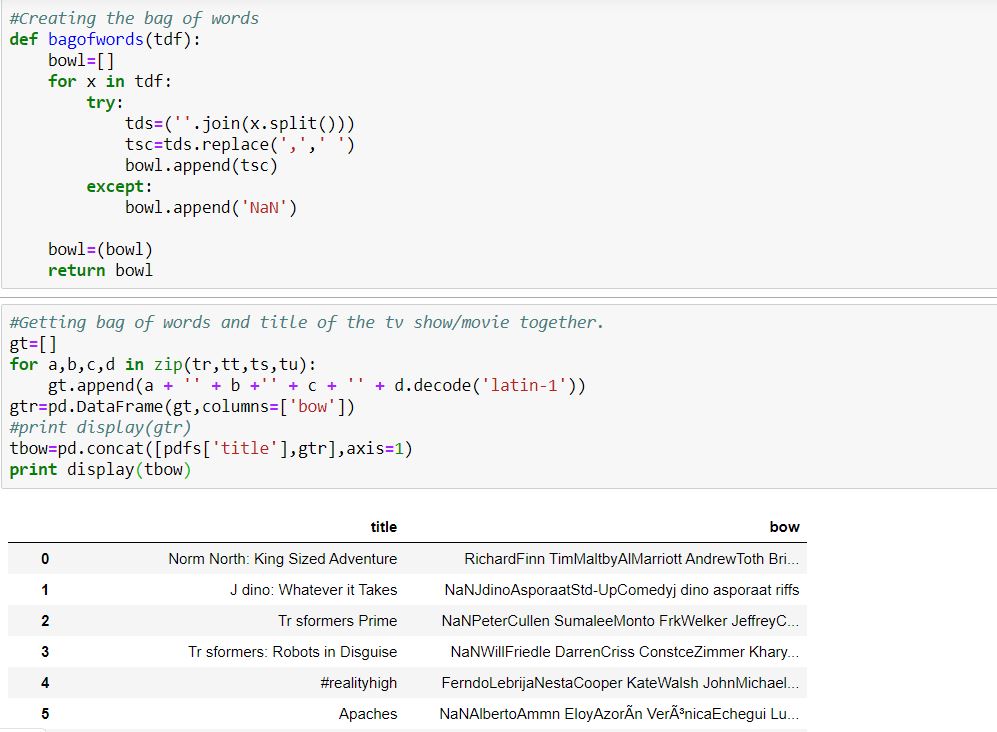 #Creating the bag of words
def bagofwords(tdf):
    bowl=[]
    for x in tdf:
        try:
            tds=(''.join(x.split()))
            tsc=tds.replace(',',' ')
            bowl.append(tsc)
        except:
            bowl.append('NaN')
    bowl=(bowl)
    return bowl
#Getting bag of words and title of the tv show/movie together.
gt=[]
for a,b,c,d in zip(tr,tt,ts,tu):
    gt.append(a + '' + b +'' + c + '' + d.decode('latin-1'))
gtr=pd.DataFrame(gt,columns=['bow'])
#print display(gtr)
tbow=pd.concat([pdfs['title'],gtr],axis=1)
print display(tbow)
title bow
0 Norm North: King Sized Adventure RichardFinn TimMaltbyAlMarriott AndrewToth Bri...
1 J dino: Whatever it Takes NaNJdinoAsporaatStd-UpComedyj dino asporaat riffs
2 Tr sformers Prime NaNPeterCullen SumaleeMonto FrkWelker JeffreyC...
3 Tr sformers: Robots in Disguise NaNWillFriedle DarrenCriss ConstceZimmer Khary...
4 #realityhigh FerndoLebrijaNestaCooper KateWalsh JohnMichael...
5 Apaches NaNAlbertoAmmn EloyAzorÃn VerÃ³nicaEchegui Lu...